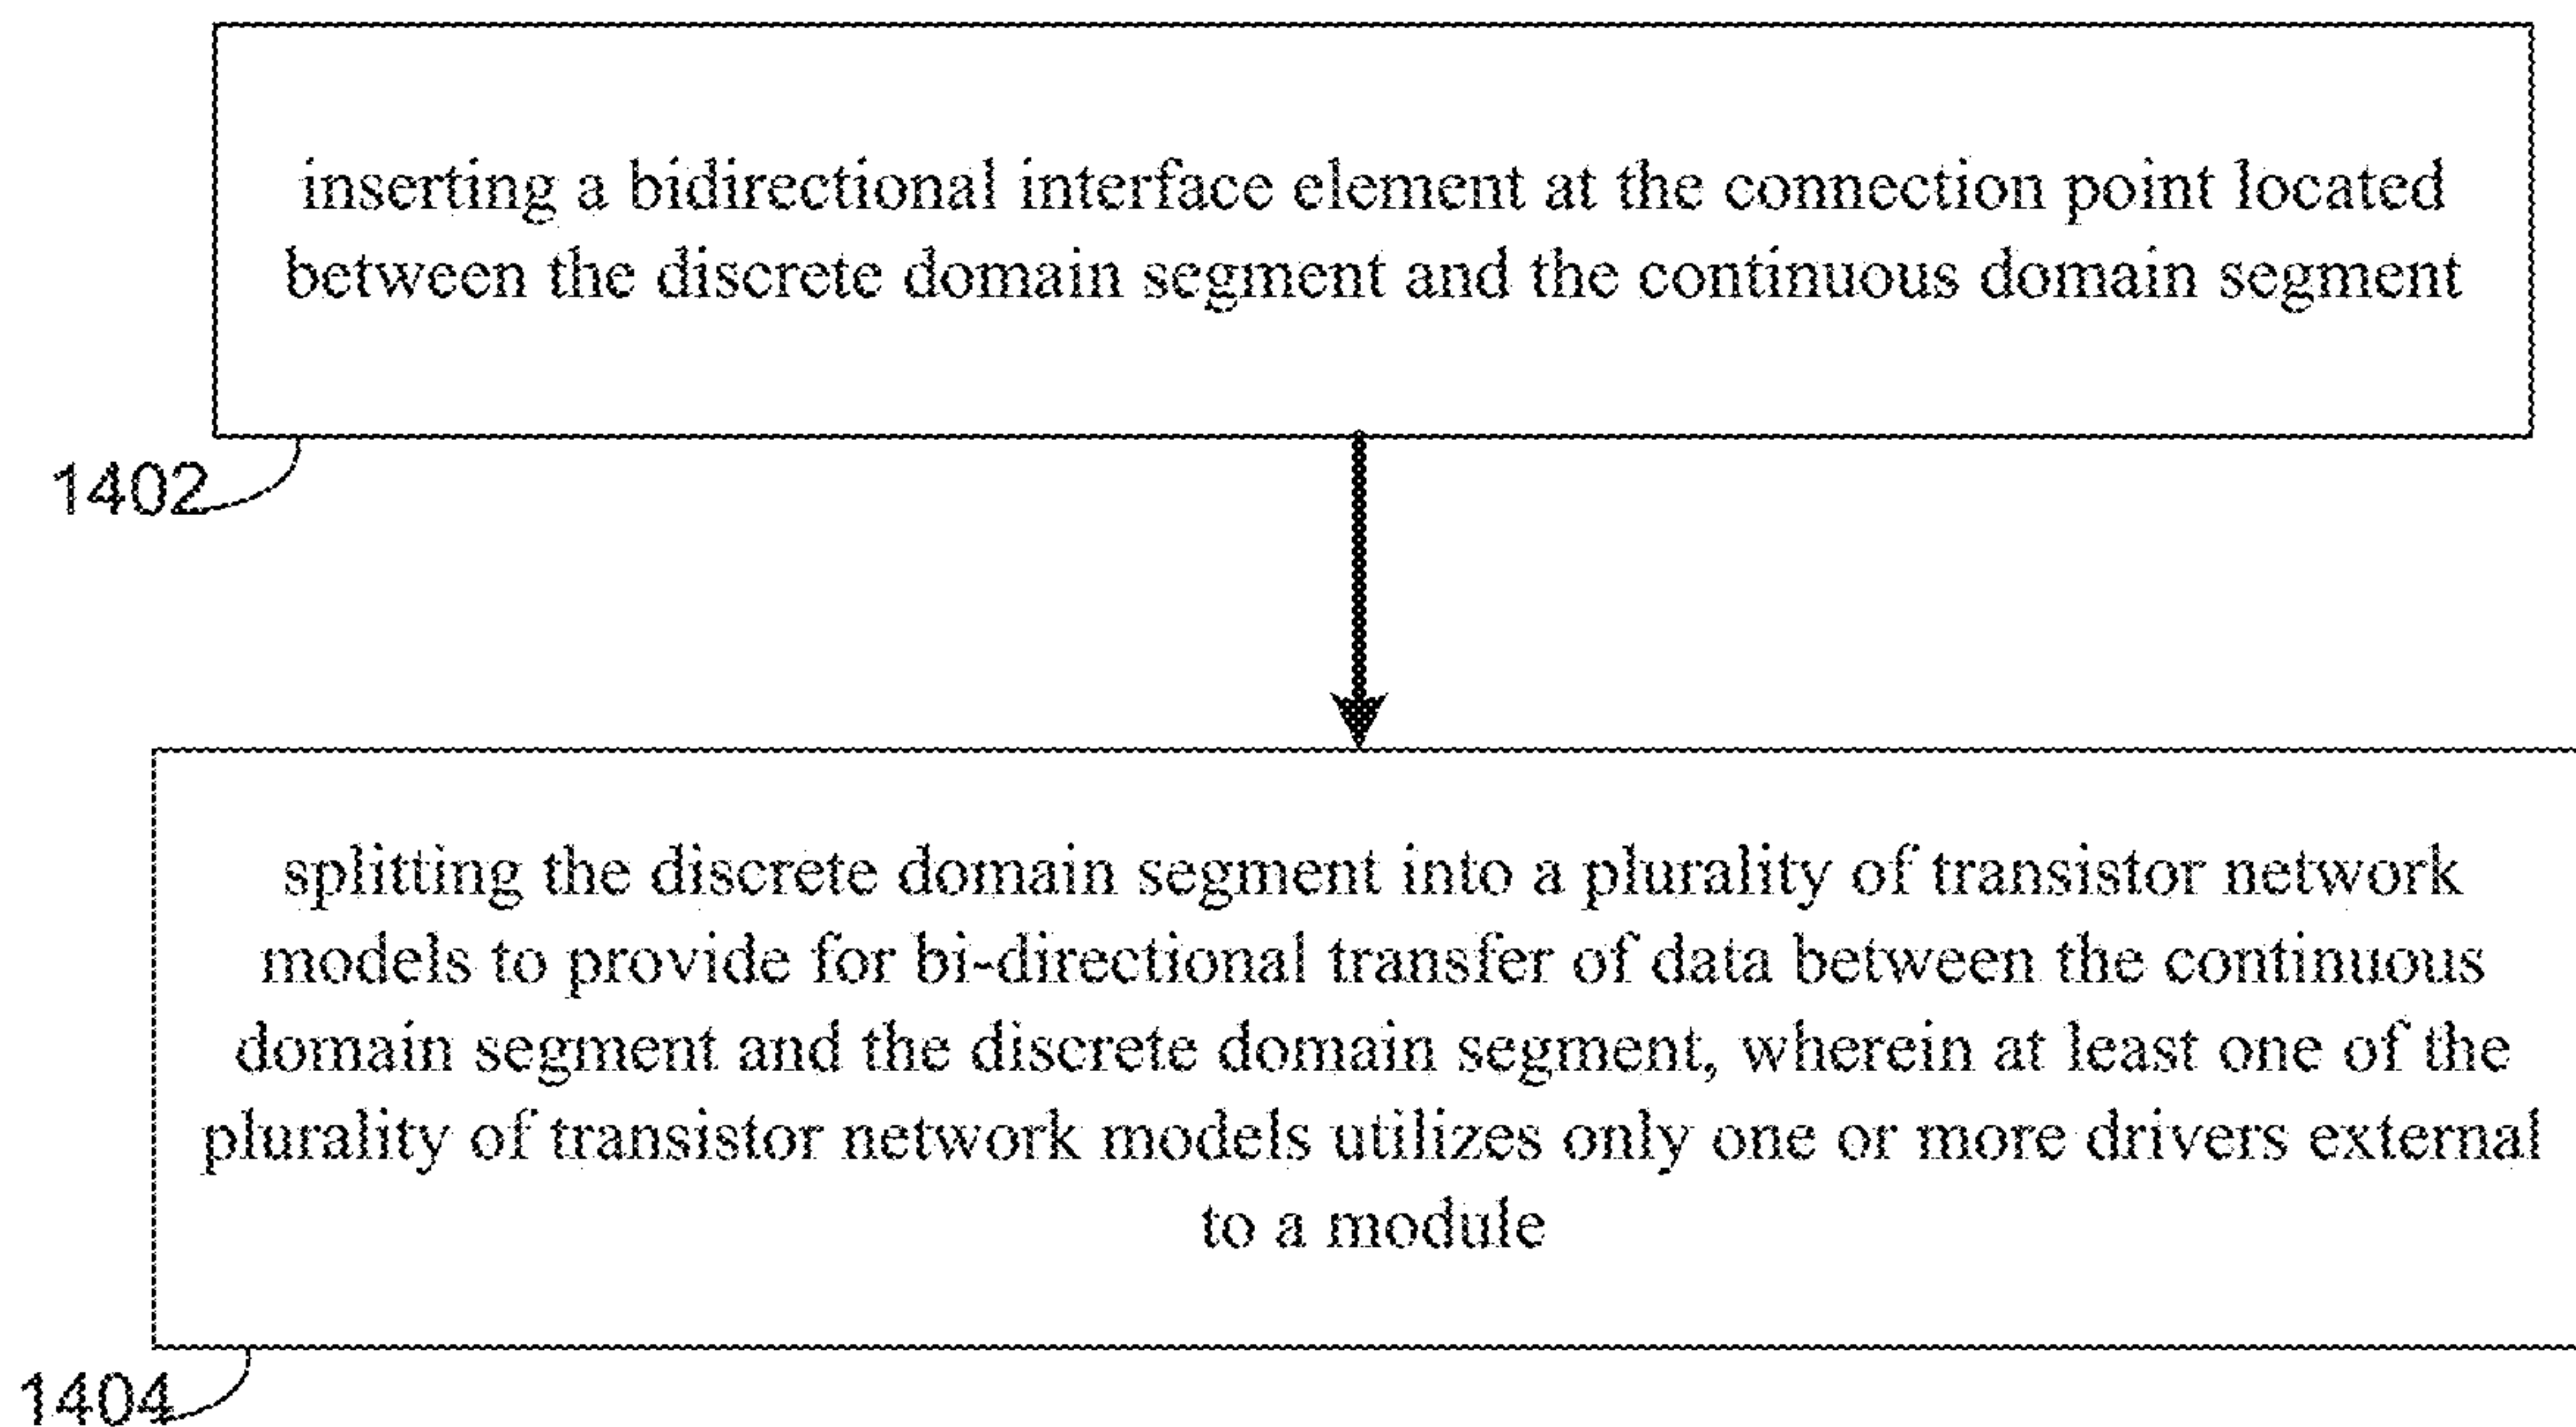 inserting a bidirectional interface element at the connection point located
between the discrete domain segment and the continuous domain segment
1402
splitting the discrete domain segment into a plurality of transistor network
models to provide for bi-directional transfer of data between the continuous
domain segment and the discrete domain segment, wherein at least one of the
plurality of transistor network models utilizes only one or more drivers external
to a module
1404